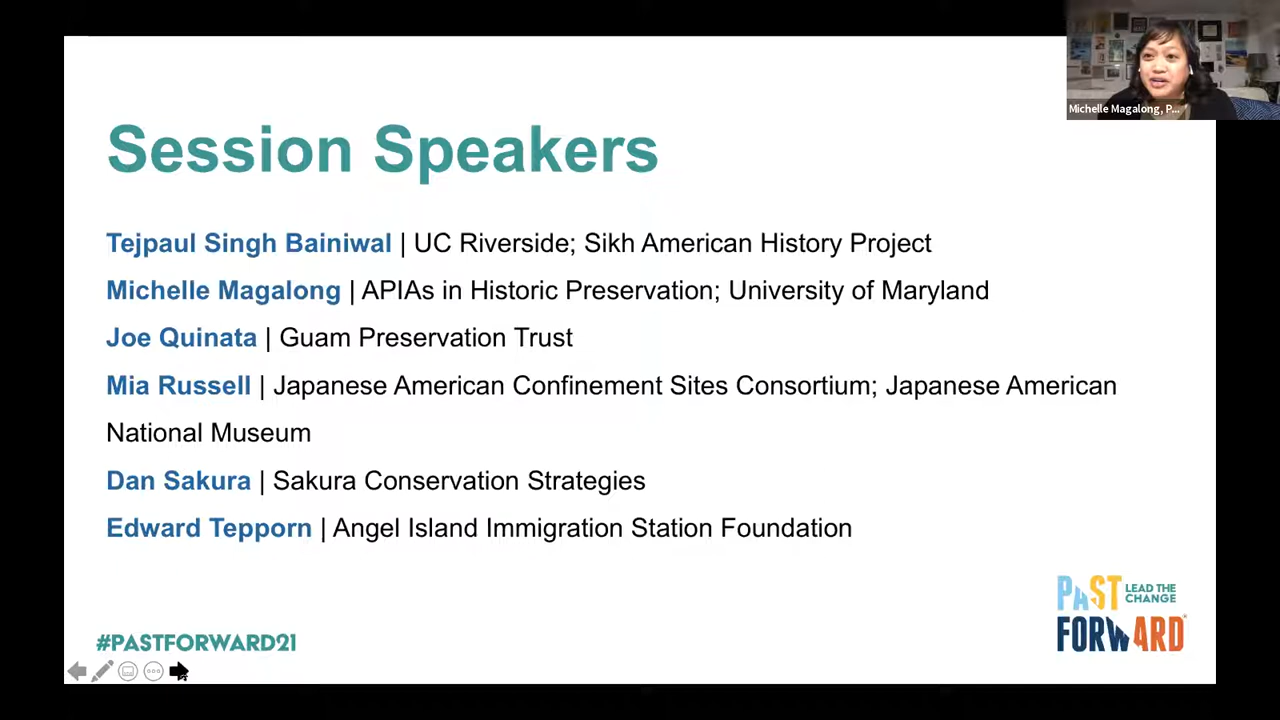 Michelle Magalong, P...
Session Speakers
Tejpaul Singh Bainiwal | UC Riverside; Sikh American History Project
Michelle Magalong | APIAs in Historic Preservation; University of Maryland
Joe Quinata | Guam Preservation Trust
Mia Russell | Japanese American Confinement Sites Consortium; Japanese American
National Museum
Dan Sakura | Sakura Conservation Strategies
Edward Tepporn | Angel Island Immigration Station Foundation
PAST LEAD THE
CHANGE
FORWARD
#PASTFORWARD21